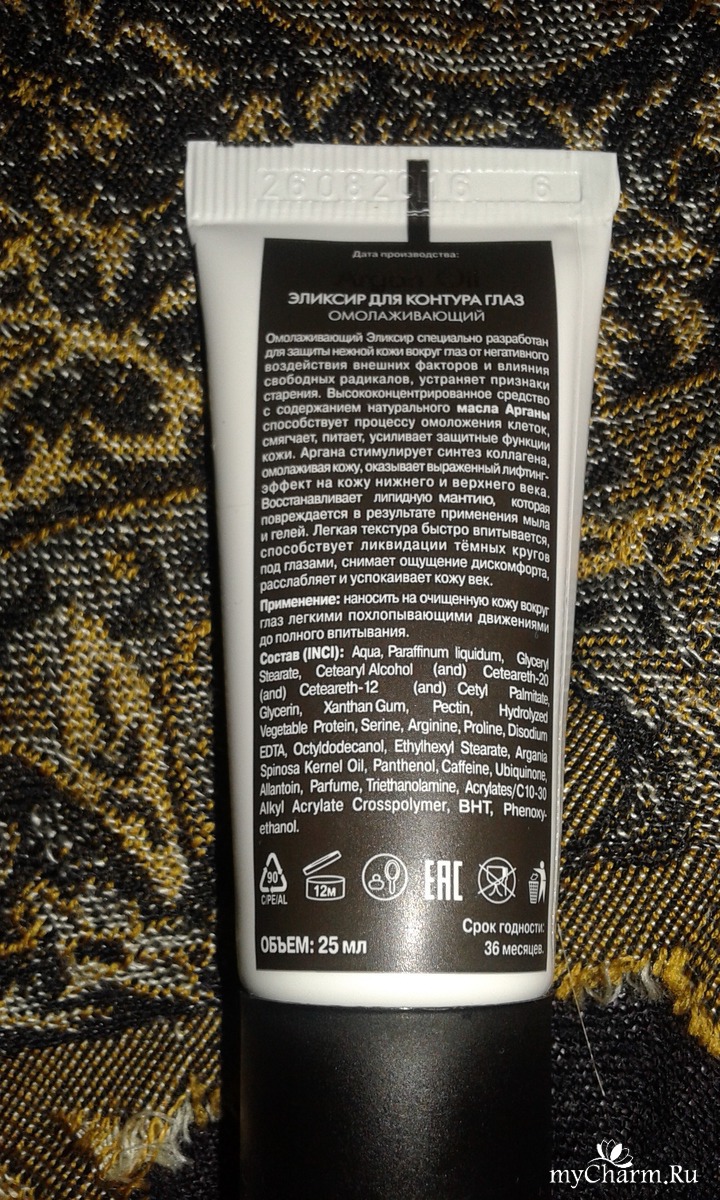 26082016 6
Дата производства:
Argan Oil
ЭЛИКСИР ДЛЯ КОНТУРА ГЛАЗ
ОМОЛАЖИВАЮЩИЙ
Омолаживающий Эликсир специально разработан
для защиты нежной кожи вокруг глаз от негативного
воздействия внешних факторов и влияния
свободных радикалов, устраняет признаки
старения. Высококонцентрированное средство
с содержанием натурального масла Арганы
способствует процессу омоложения клеток,
смягчает, питает, усиливает защитные функции
кожи. Аргана стимулирует синтез коллагена,
омолаживая кожу, оказывает выраженный лифтинг-
эффект на кожу нижнего и верхнего века.
Восстанавливает липидную мантию, которая
повреждается в результате применения мыла
и гелей. Легкая текстура быстро впитывается,
способствует ликвидации тёмных кругов
под глазами, снимает ощущение дискомфорта,
расслабляет и успокаивает кожу век.
Применение: наносить на очищенную кожу вокруг
глаз легкими похлопывающими движениями
до полного впитывания.
Состав (INCI): Aqua, Paraffinum liquidum, Glyceryl
Stearate, Cetearyl Alcohol (and) Ceteareth-20
(and) Ceteareth-12 (and) Cetyl Palmitate,
Glycerin, Xanthan Gum, Pectin, Hydrolyzed
Vegetable Protein, Serine, Arginine, Proline, Disodium
EDTA, Octyldodecanol, Ethylhexyl Stearate, Argania
Spinosa Kernel Oil, Panthenol, Caffeine, Ubiquinone,
Allantoin, Parfume, Triethanolamine, Acrylates/C10-30
Alkyl Acrylate Crosspolymer, BHT, Phenoxy-
ethanol.
90 12м EAC
C/PE/AL
ОБЪЕМ: 25 мл
Срок годности:
36 месяцев.
myCharm.Ru